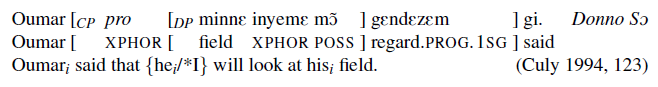 Oumar [CP pro [DP minnɛ inyemɛ mɔ̃ ] gɛndɛzɛm ] gi. Donno Sɔ
Oumar [ XPHOR [ field XPHOR POSS ] regard.PROG.1SG ] said
Oumari said that {hei/*I} will look at hisi field. (Culy 1994, 123)